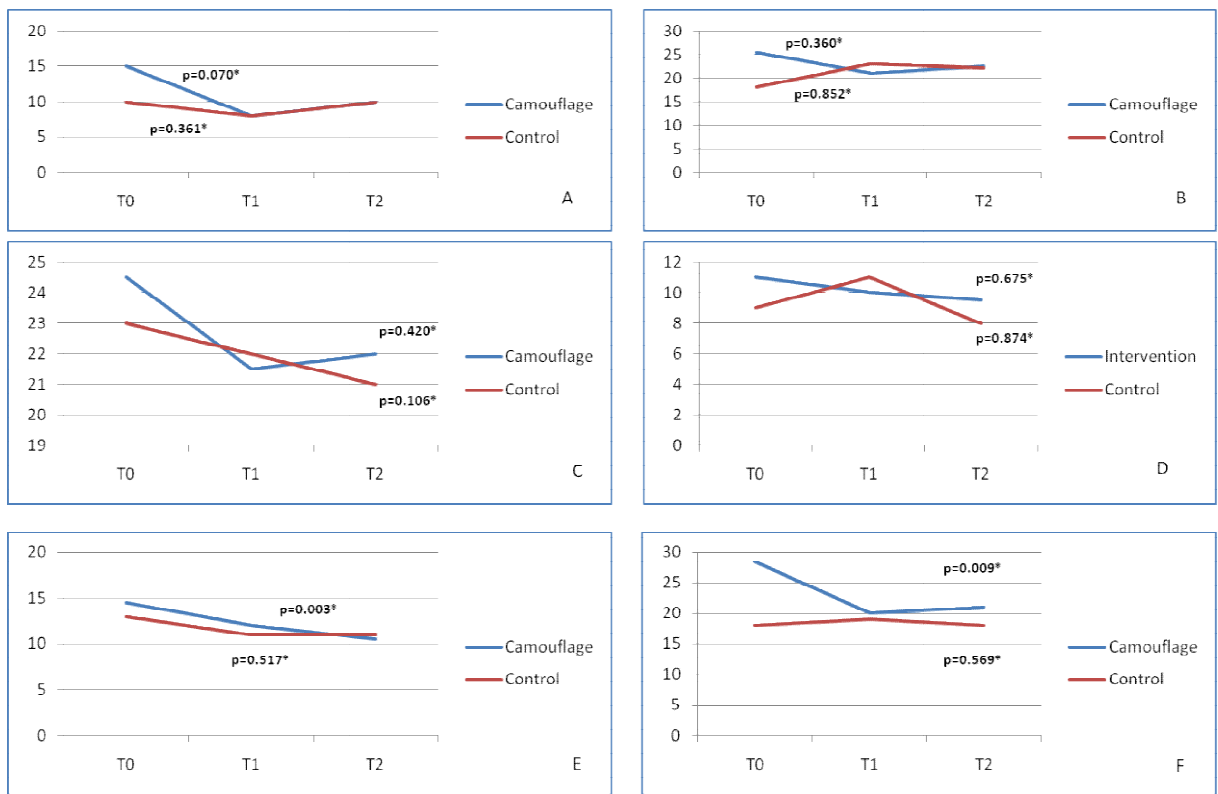 20
15
10
5
0
p=0.070*
p=0.361*
T0 T1 T2
Camouflage
Control
A
30
25
20
15
10
5
0
p=0.360*
p=0.852*
T0 T1 T2
Camouflage
Control
B
25
24
23
22
21
20
19
p=0.420*
p=0.106*
T0 T1 T2
Camouflage
Control
C
12
10
8
6
4
2
0
p=0.675*
p=0.874*
T0 T1 T2
Intervention
Control
D
20
15
10
5
0
p=0.003*
p=0.517*
T0 T1 T2
Camouflage
Control
E
30
25
20
15
10
5
0
p=0.009*
p=0.569*
T0 T1 T2
Camouflage
Control
F